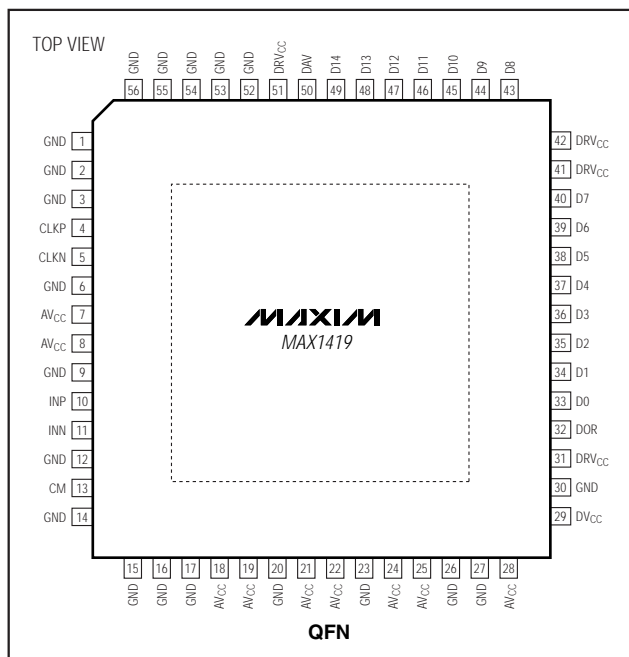 TOP VIEW
GND GND GND GND GND DRVCC DAV D14 D13 D12 D11 D10 D9 D8
56 55 54 53 52 51 50 49 48 47 46 45 44 43
GND 1
GND 2
GND 3
CLKP 4
CLKN 5
GND 6
AVCC 7
AVCC 8
GND 9
INP 10
INN 11
GND 12
CM 13
GND 14
MAXIM
MAX1419
42 DRVCC
41 DRVCC
40 D7
39 D6
38 D5
37 D4
36 D3
35 D2
34 D1
33 D0
32 DOR
31 DRVCC
30 GND
29 DVCC
15 16 17 18 19 20 21 22 23 24 25 26 27 28
GND GND GND AVCC AVCC GND AVCC AVCC GND AVCC AVCC GND GND AVCC
QFN